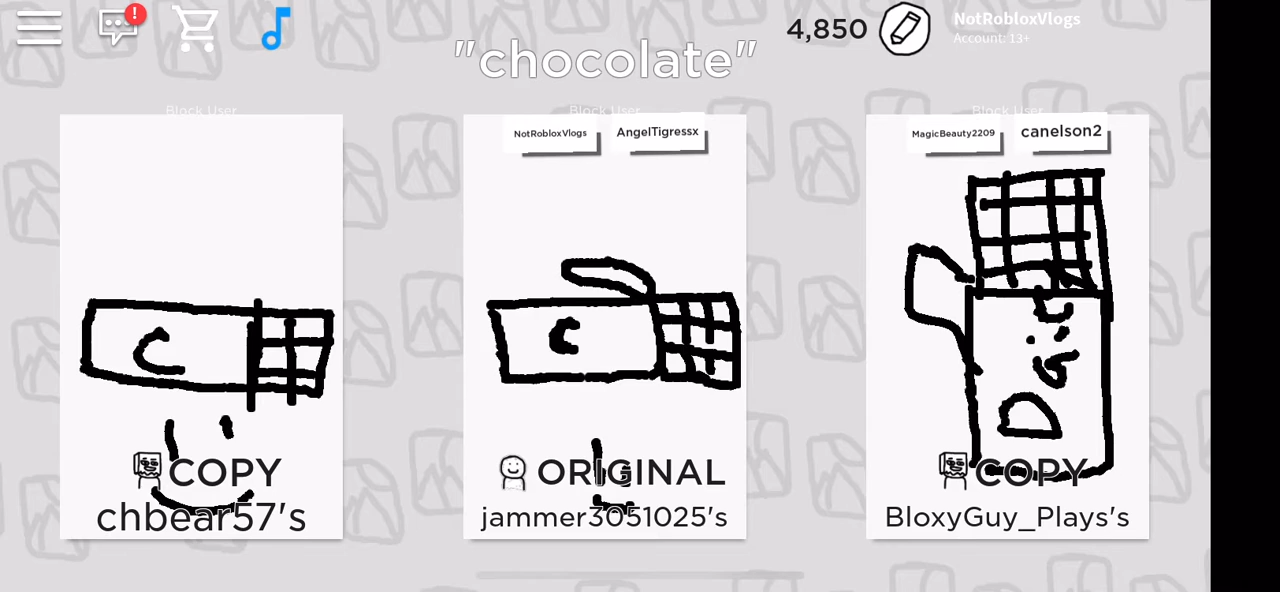 !
4,850
NotRobloxVlogs
Account: 13+
"chocolate"
Block User
Block User
Block User
NotRobloxVlogs
AngelTigressx
MagicBeauty2209
canelson2
C
C
COPY
chbear57's
ORIGINAL
jammer3051025's
COPY
BloxyGuy_Plays's